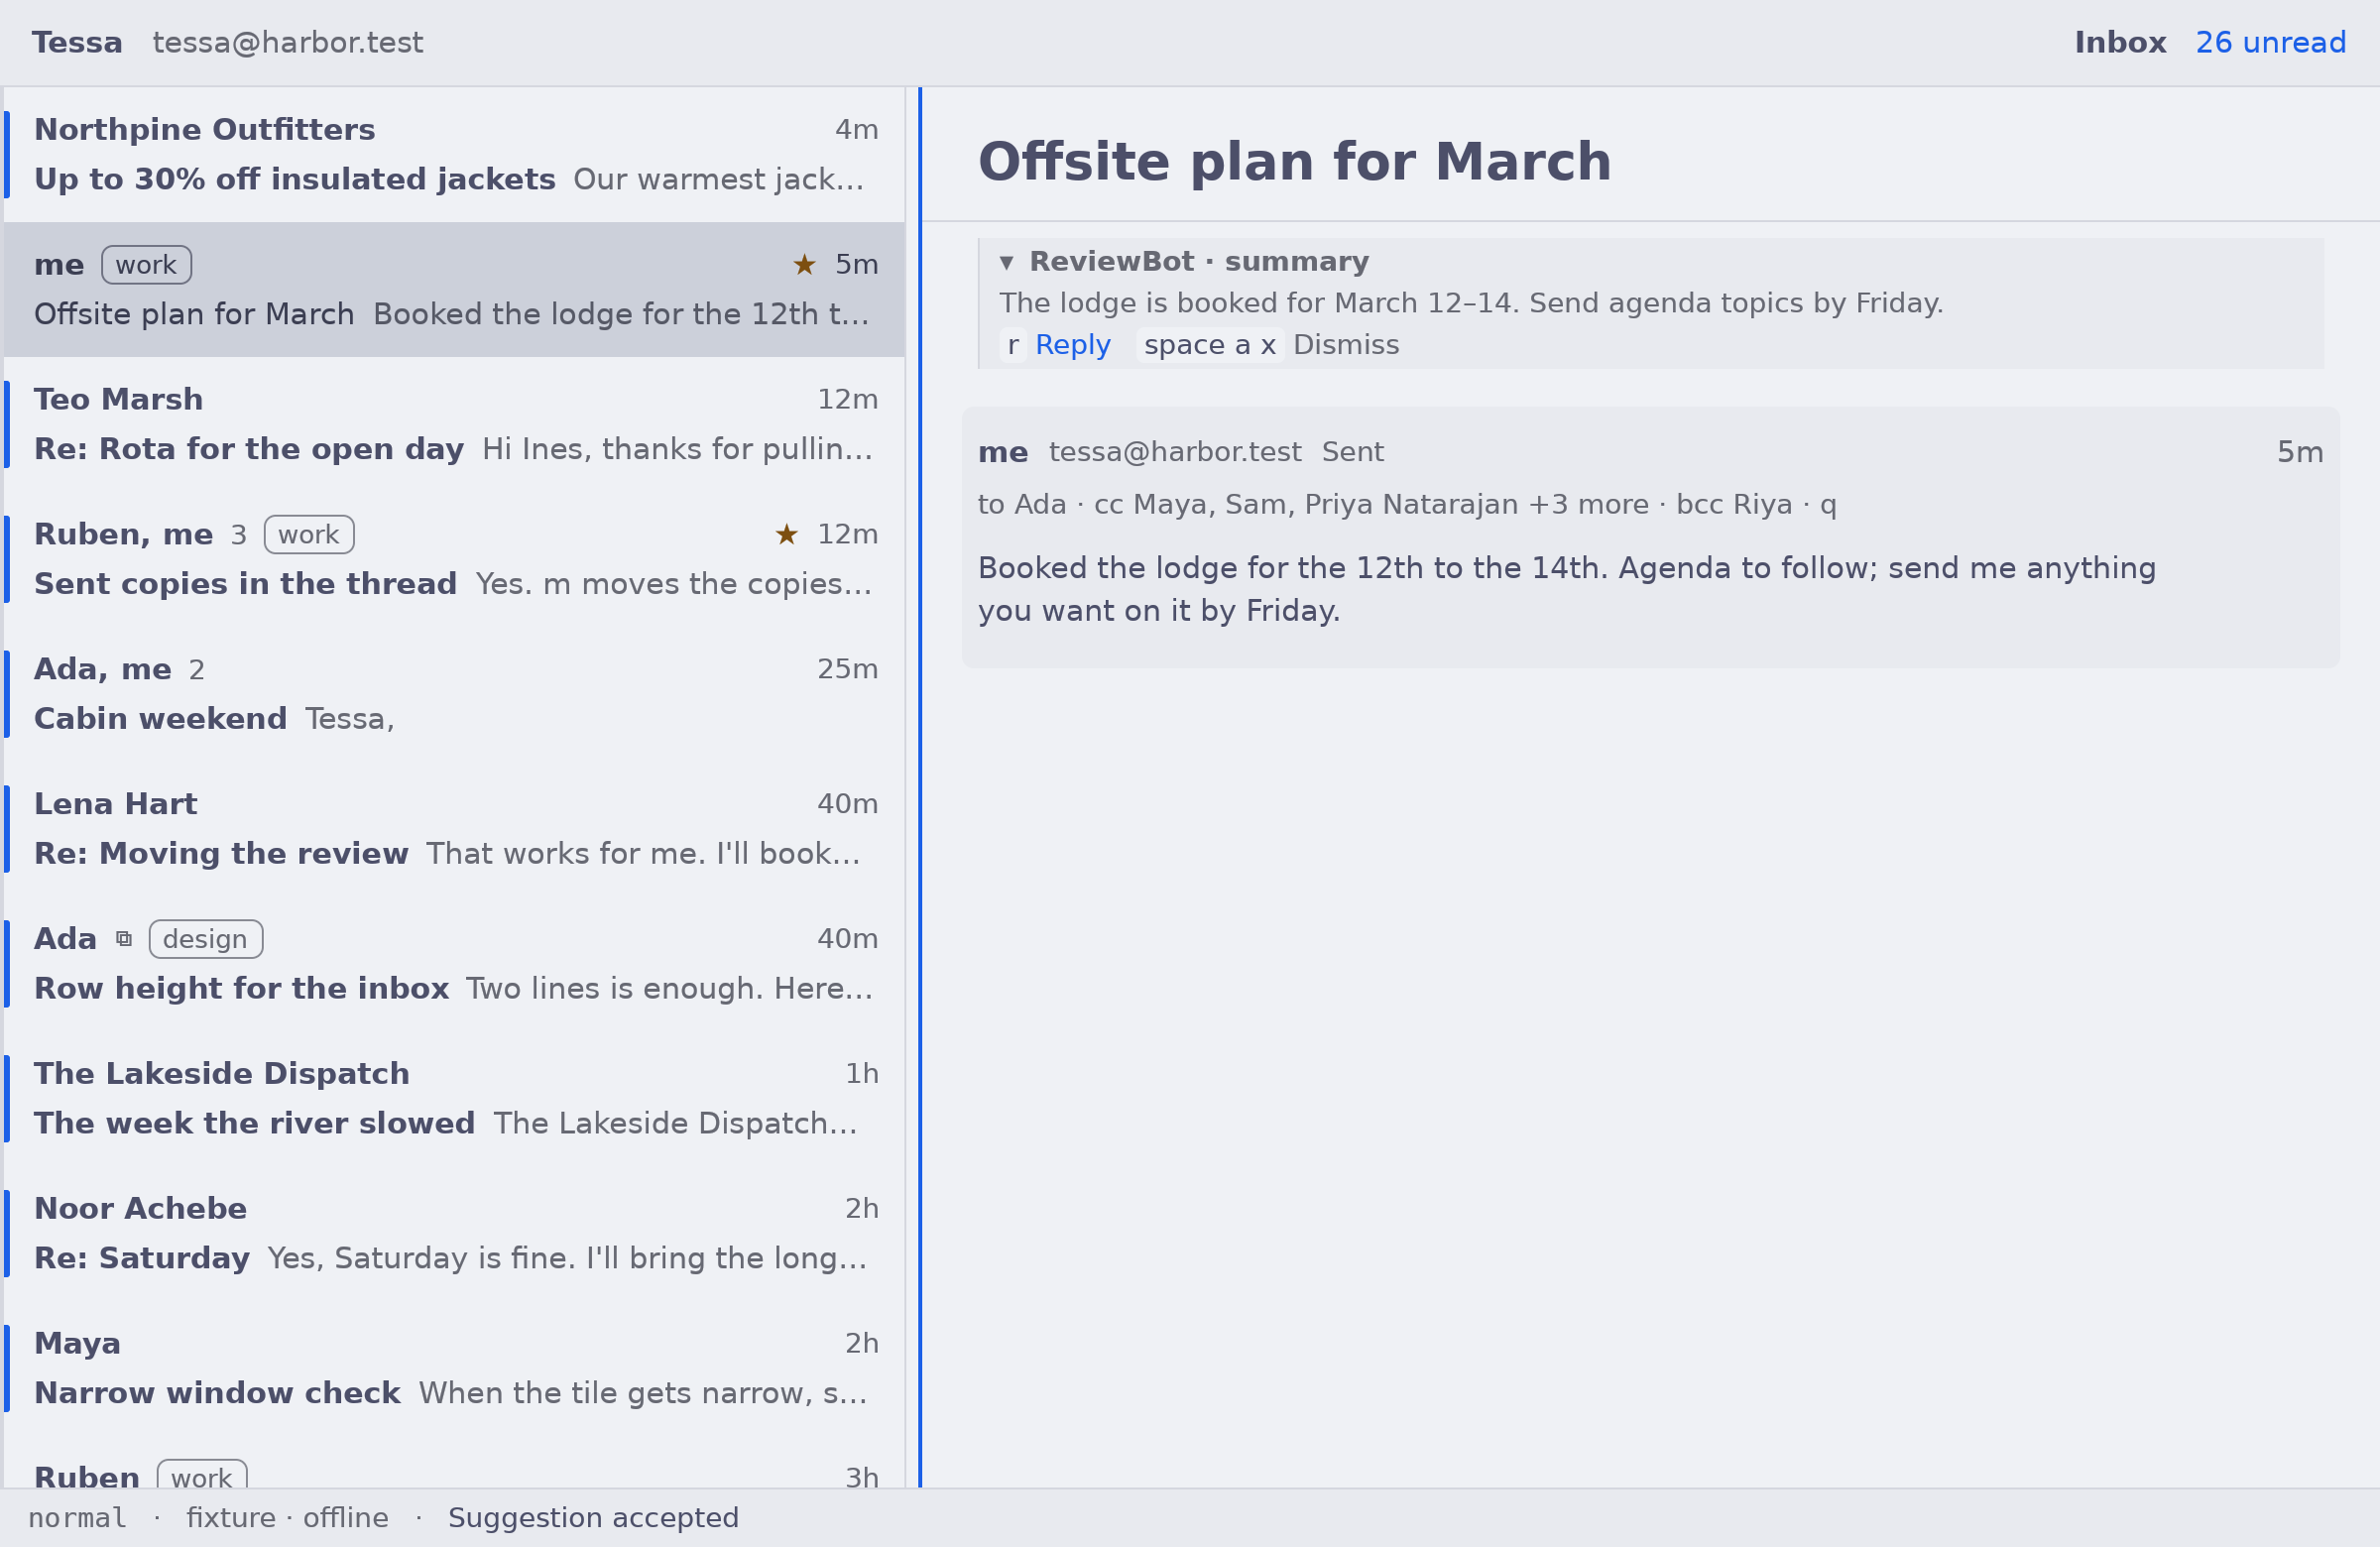 Tessa tessa@harbor.test
Inbox 26 unread
Northpine Outfitters 4m
Up to 30% off insulated jackets Our warmest jack…
me work ★ 5m
Offsite plan for March Booked the lodge for the 12th t…
Teo Marsh 12m
Re: Rota for the open day Hi Ines, thanks for pullin…
Ruben, me 3 work ★ 12m
Sent copies in the thread Yes. m moves the copies…
Ada, me 2 25m
Cabin weekend Tessa,
Lena Hart 40m
Re: Moving the review That works for me. I'll book…
Ada design 40m
Row height for the inbox Two lines is enough. Here…
The Lakeside Dispatch 1h
The week the river slowed The Lakeside Dispatch…
Noor Achebe 2h
Re: Saturday Yes, Saturday is fine. I'll bring the long…
Maya 2h
Narrow window check When the tile gets narrow, s…
Ruben work 3h
Offsite plan for March
▾ ReviewBot · summary
The lodge is booked for March 12–14. Send agenda topics by Friday.
r Reply space a x Dismiss
me tessa@harbor.test Sent 5m
to Ada · cc Maya, Sam, Priya Natarajan +3 more · bcc Riya · q
Booked the lodge for the 12th to the 14th. Agenda to follow; send me anything
you want on it by Friday.
normal · fixture · offline · Suggestion accepted